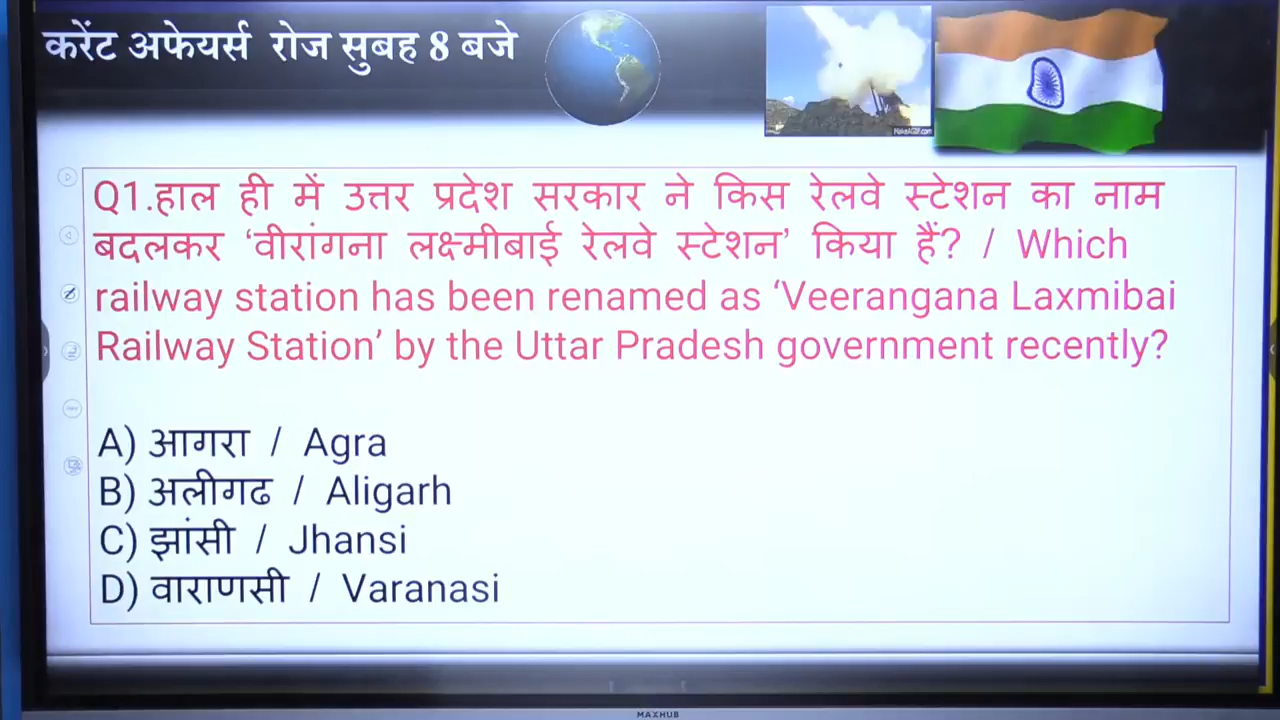 करेंट अफेयर्स रोज सुबह 8 बजे
MakeAGif.com
Q1.हाल ही में उत्तर प्रदेश सरकार ने किस रेलवे स्टेशन का नाम
बदलकर ‘वीरांगना लक्ष्मीबाई रेलवे स्टेशन’ किया हैं? / Which
railway station has been renamed as ‘Veerangana Laxmibai
Railway Station’ by the Uttar Pradesh government recently?
A) आगरा / Agra
B) अलीगढ / Aligarh
C) झांसी / Jhansi
D) वाराणसी / Varanasi
MAXHUB